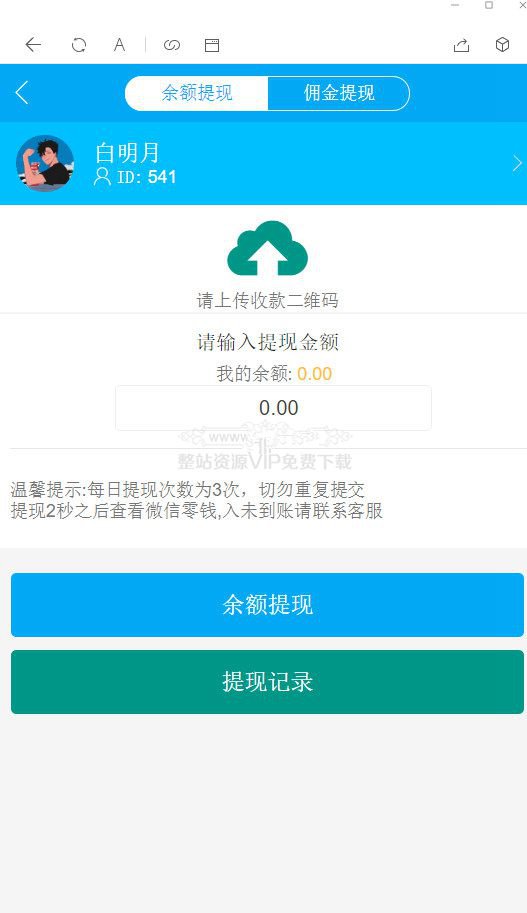 A
余额提现
佣金提现
白明月
ID: 541
请上传收款二维码
请输入提现金额
我的余额: 0.00
0.00
整站资源VIP免费下载
温馨提示:每日提现次数为3次，切勿重复提交
提现2秒之后查看微信零钱,入未到账请联系客服
余额提现
提现记录